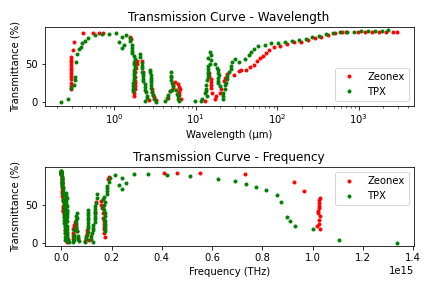 Transmission Curve - Wavelength
Transmittance (%)
50
0
Zeonex
TPX
10⁰
10¹
10²
10³
Wavelength (μm)
Transmission Curve - Frequency
Transmittance (%)
50
0
Zeonex
TPX
0.0 0.2 0.4 0.6 0.8 1.0 1.2 1.4
1e15
Frequency (THz)